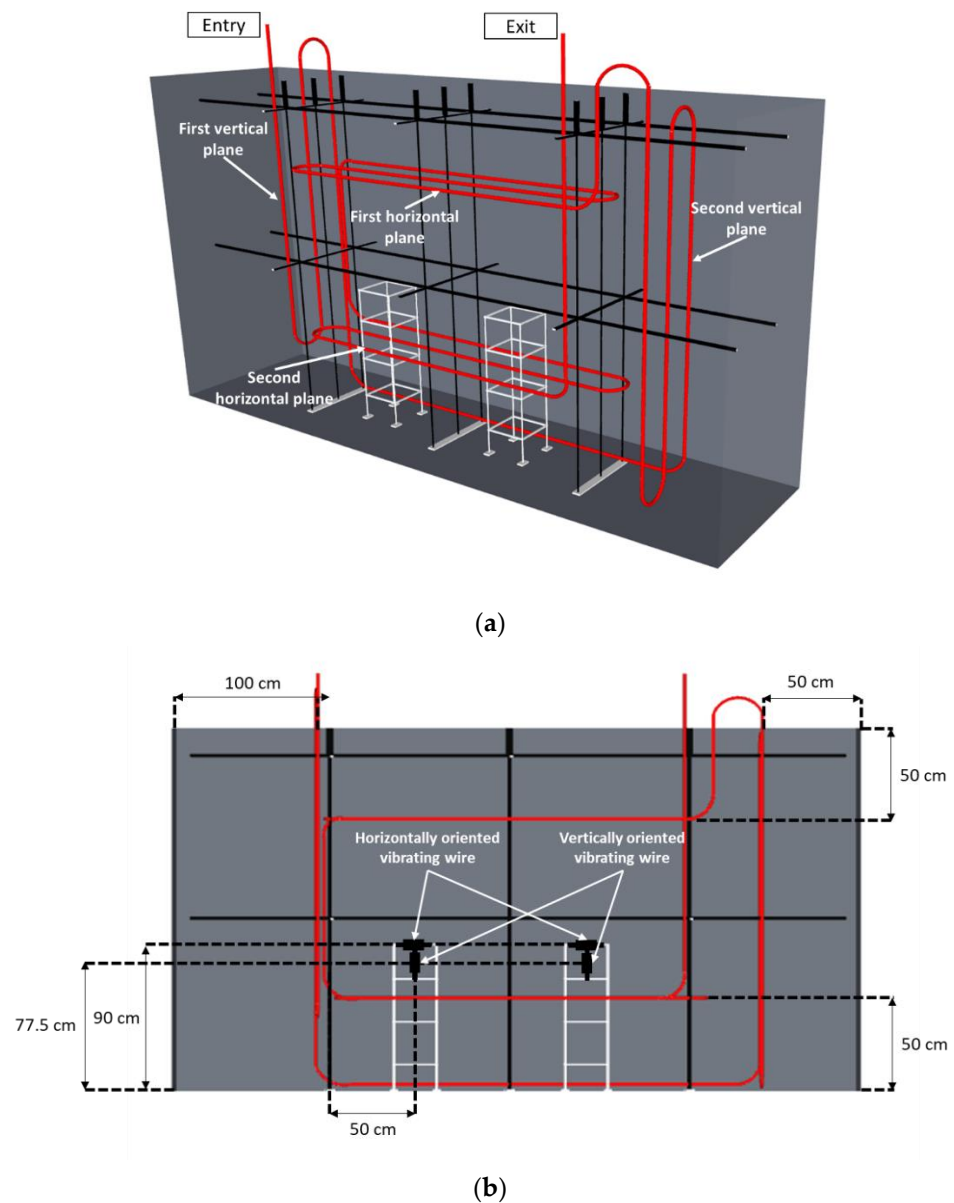 Entry
Exit
First vertical
plane
First horizontal
plane
Second vertical
plane
Second
horizontal plane
(a)
100 cm
50 cm
50 cm
Horizontally oriented
vibrating wire
Vertically oriented
vibrating wire
77.5 cm
90 cm
50 cm
50 cm
(b)